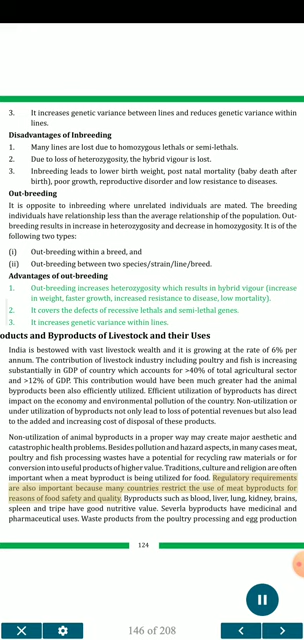 3. It increases genetic variance between lines and reduces genetic variance within
lines.
Disadvantages of Inbreeding
1. Many lines are lost due to homozygous lethals or semi-lethals.
2. Due to loss of heterozygosity, the hybrid vigour is lost.
3. Inbreeding leads to lower birth weight, post natal mortality (baby death after
birth), poor growth, reproductive disorder and low resistance to diseases.
Out-breeding
It is opposite to inbreeding where unrelated individuals are mated. The breeding
individuals have relationship less than the average relationship of the population. Out-
breeding results in increase in heterozygosity and decrease in homozygosity. It is of the
following two types:
(i) Out-breeding within a breed, and
(ii) Out-breeding between two species/strain/line/breed.
Advantages of out-breeding
1. Out-breeding increases heterozygosity which results in hybrid vigour (increase
in weight, faster growth, increased resistance to disease, low mortality).
2. It covers the defects of recessive lethals and semi-lethal genes.
3. It increases genetic variance within lines.
oducts and Byproducts of Livestock and their Uses
India is bestowed with vast livestock wealth and it is growing at the rate of 6% per
annum. The contribution of livestock industry including poultry and fish is increasing
substantially in GDP of country which accounts for >40% of total agricultural sector
and >12% of GDP. This contribution would have been much greater had the animal
byproducts been also efficiently utilized. Efficient utilization of byproducts has direct
impact on the economy and environmental pollution of the country. Non-utilization or
under utilization of byproducts not only lead to loss of potential revenues but also lead
to the added and increasing cost of disposal of these products.
Non-utilization of animal byproducts in a proper way may create major aesthetic and
catastrophic health problems. Besides pollution and hazard aspects, in many cases meat,
poultry and fish processing wastes have a potential for recycling raw materials or for
conversion into useful products of higher value. Traditions, culture and religion are often
important when a meat byproduct is being utilized for food. Regulatory requirements
are also important because many countries restrict the use of meat byproducts for
reasons of food safety and quality. Byproducts such as blood, liver, lung, kidney, brains,
spleen and tripe have good nutritive value. Severla byproducts have medicinal and
pharmaceutical uses. Waste products from the poultry processing and egg production
124
146 of 208